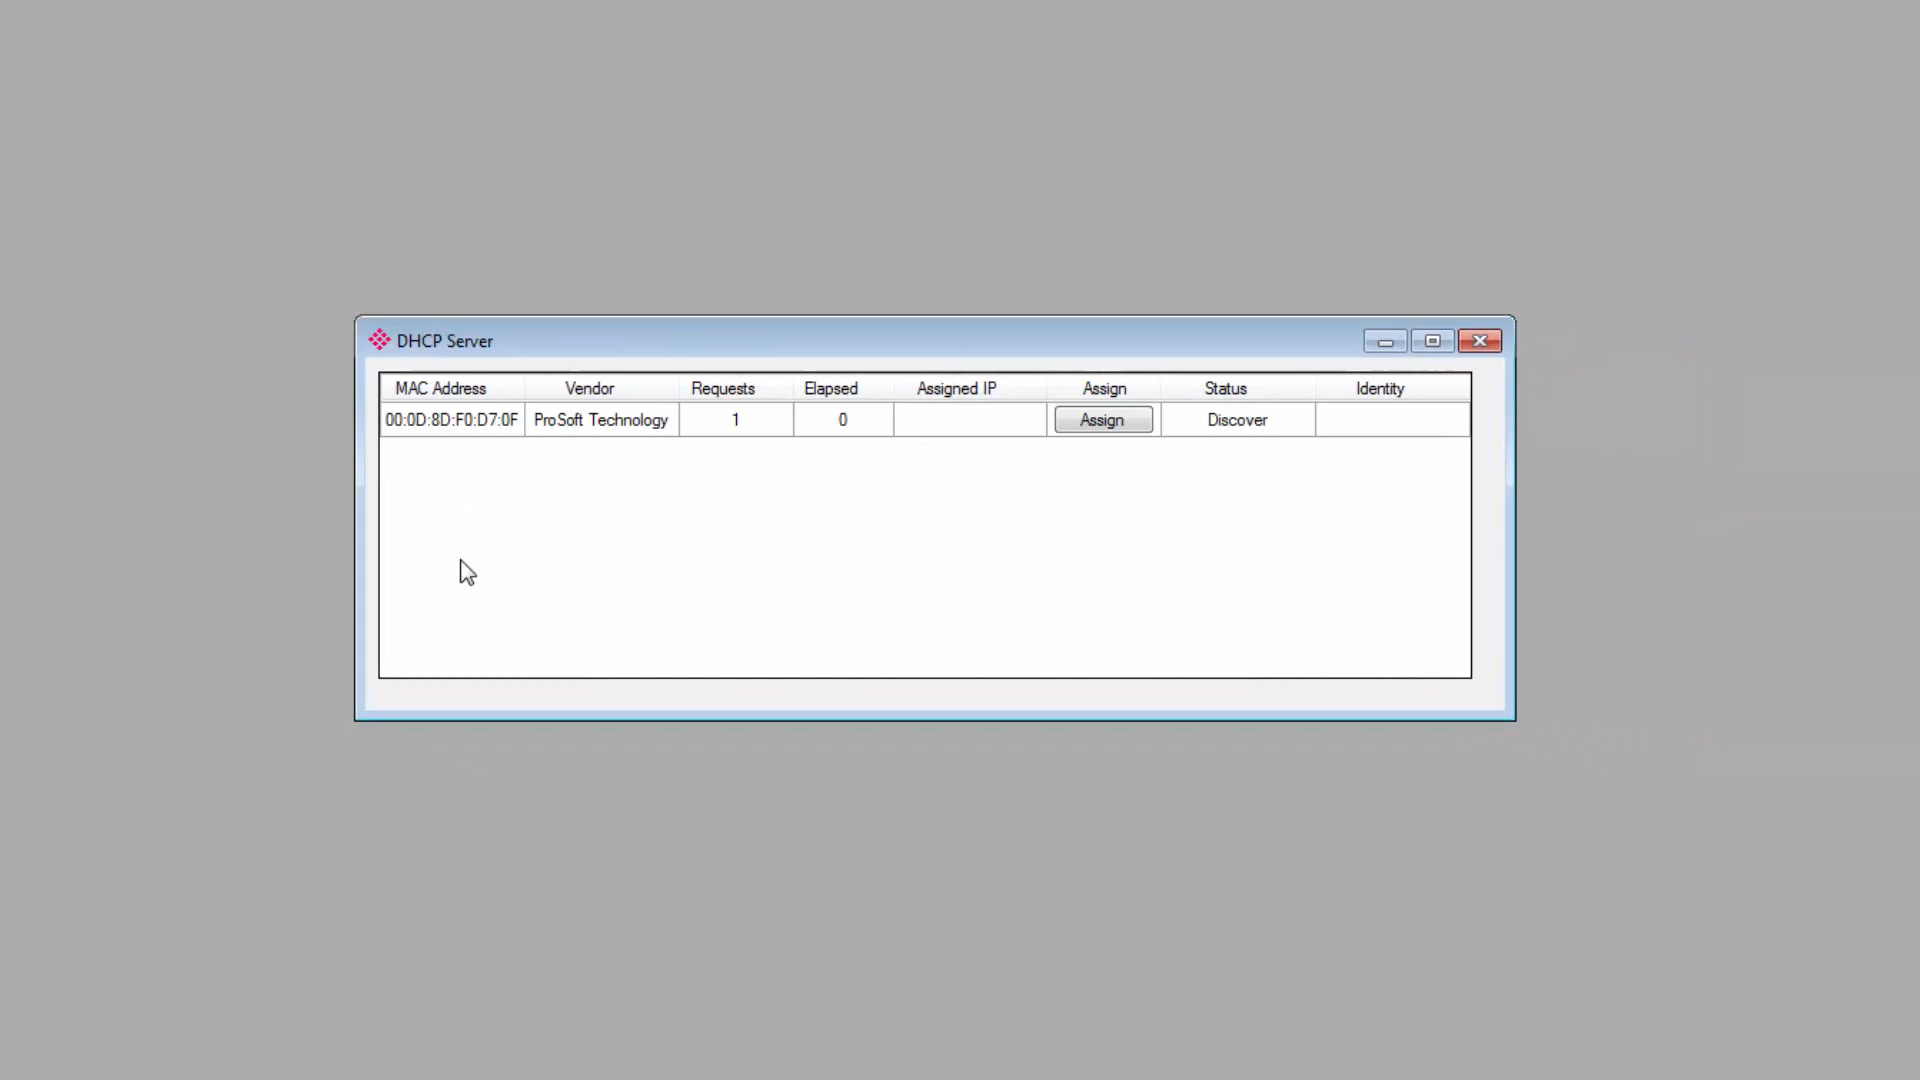 DHCP Server
MAC Address Vendor Requests Elapsed Assigned IP Assign Status Identity
00:0D:8D:F0:D7:0F ProSoft Technology 1 0 Assign Discover